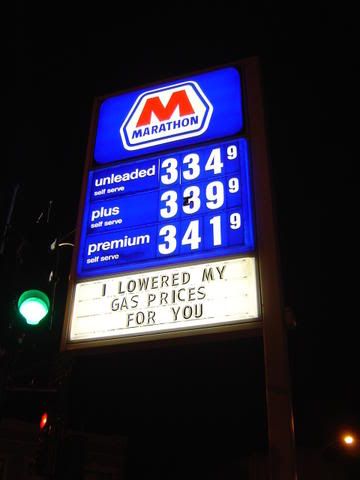 M
MARATHON
unleaded 334 9
self serve
plus 339 9
self serve
premium 341 9
self serve
I LOWERED MY
GAS PRICES
FOR YOU